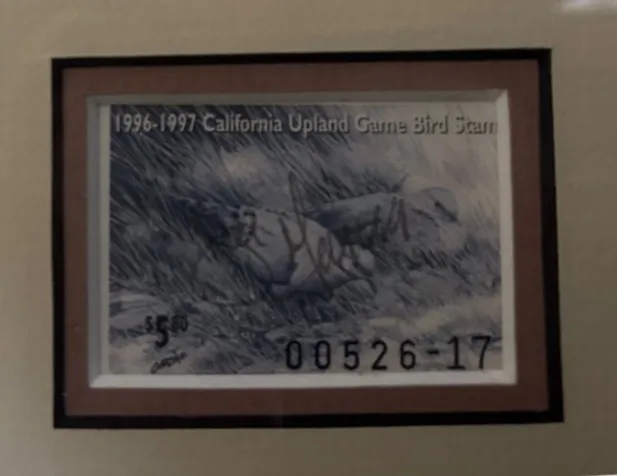 1996-1997 California Upland Game Bird Stam
$5.00
00526-17